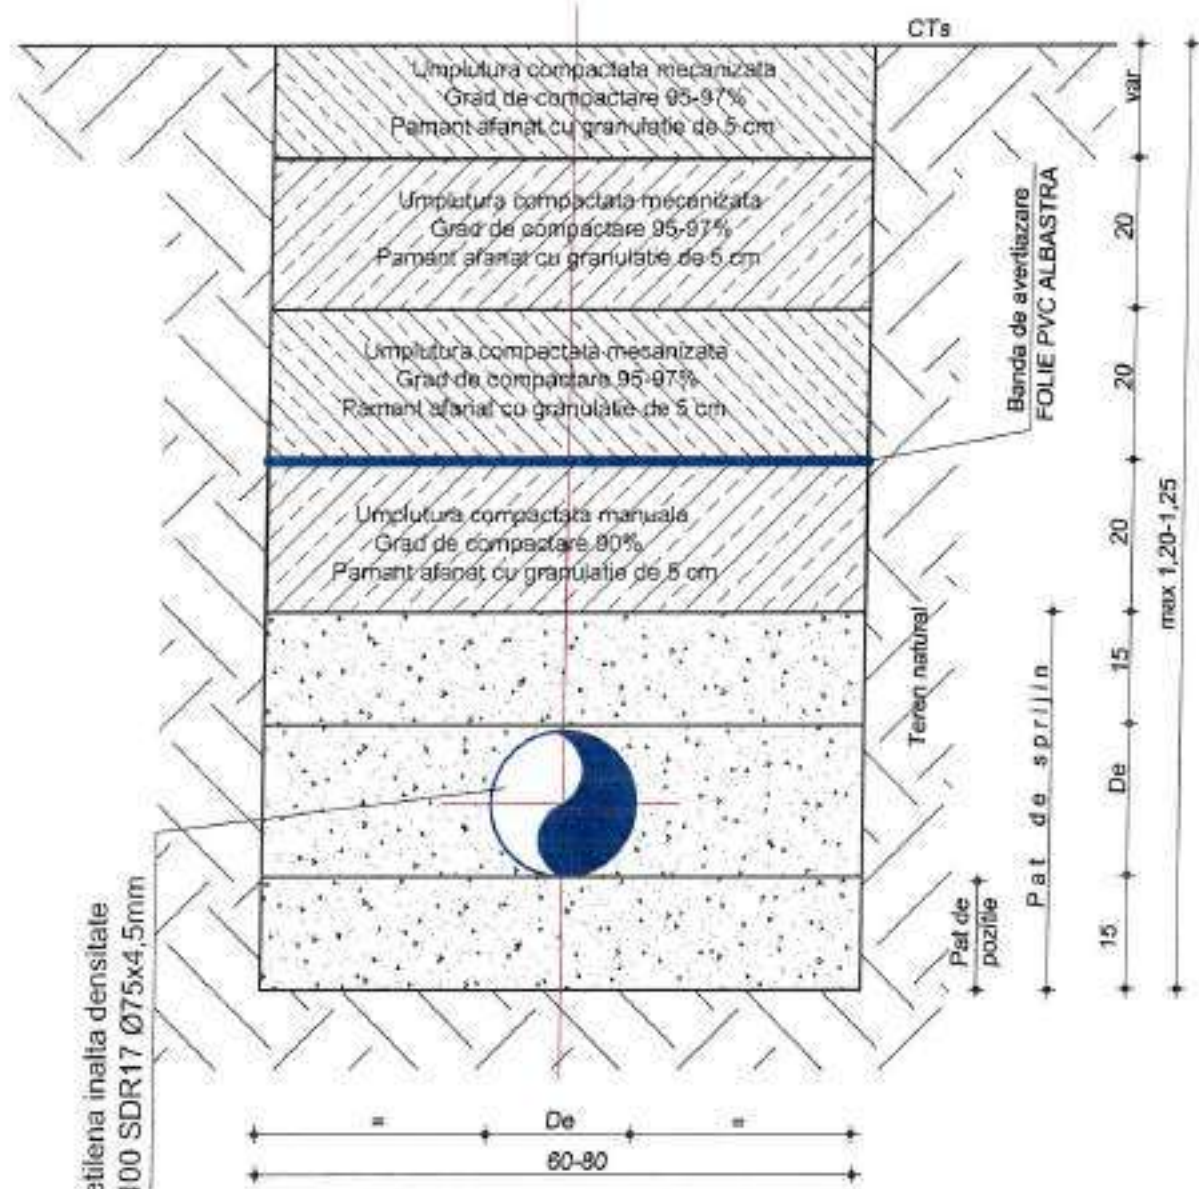 CTs
Umplutura compactata mecanizata
Grad de compactare 95-97%
Pamant afanat cu granulatie de 5 cm
var
Umplutura compactata mecanizata
Grad de compactare 95-97%
Pamant afanat cu granulatie de 5 cm
20
Banda de avertiazare
FOLIE PVC ALBASTRA
Umplutura compactata mecanizata
Grad de compactare 95-97%
Pamant afanat cu granulatie de 5 cm
20
Umplutura compactata manuala
Grad de compactare 90%
Pamant afanat cu granulatie de 5 cm
20
max 1,20-1,25
Teren natural
15
Pat de sprijin
De
Pat de
pozitie
15
etilena inalta densitate
100 SDR17 Ø75x4,5mm
= De =
60-80